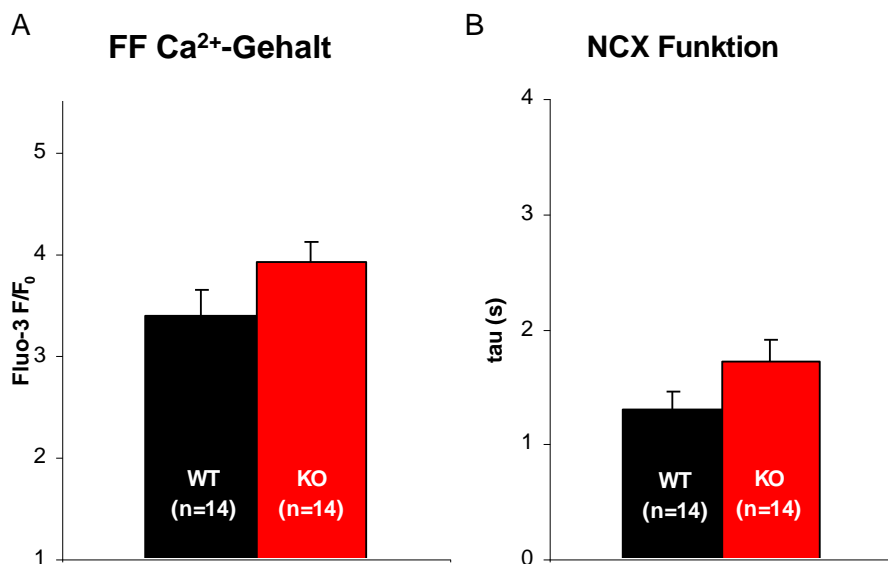 A
FF Ca²⁺-Gehalt
Fluo-3 F/F₀
5
4
3
2
1
WT
(n=14)
KO
(n=14)
B
NCX Funktion
tau (s)
4
3
2
1
0
WT
(n=14)
KO
(n=14)